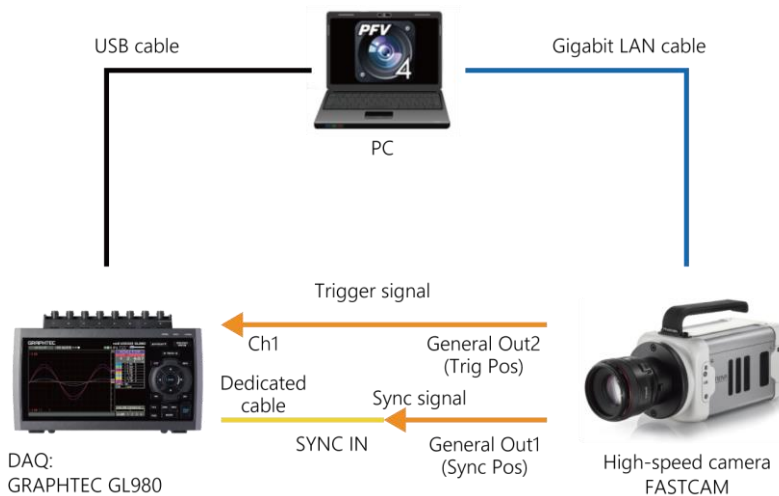 USB cable
PFV
4
Gigabit LAN cable
PC
Trigger signal
Ch1
General Out2
(Trig Pos)
Dedicated
cable
Sync signal
SYNC IN
General Out1
(Sync Pos)
GRAPHTEC
DAQ:
GRAPHTEC GL980
High-speed camera
FASTCAM